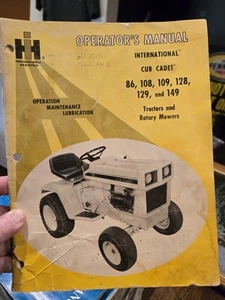 OPERATOR'S MANUAL
IH
INTERNATIONAL
HARVESTER
INTERNATIONAL
CUB CADET
86, 108, 109, 128,
129, and 149
Tractors and
Rotary Mowers
OPERATION
MAINTENANCE
LUBRICATION